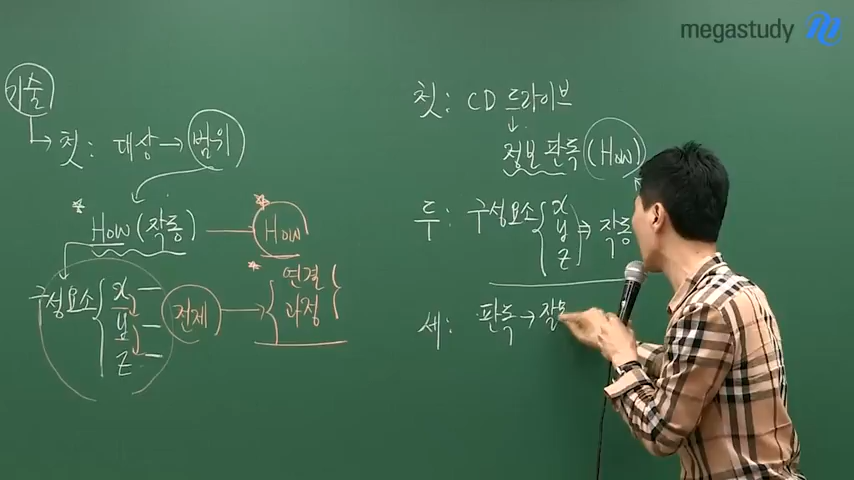 megastudy
기술
첫: 대상→범위
How(작동) How
구성요소 x y z
전제 → 연결 과정
첫: CD 드라이브
↓
정보 판독(How)
두: 구성요소 x y z ⇒ 작동
세: 판독→